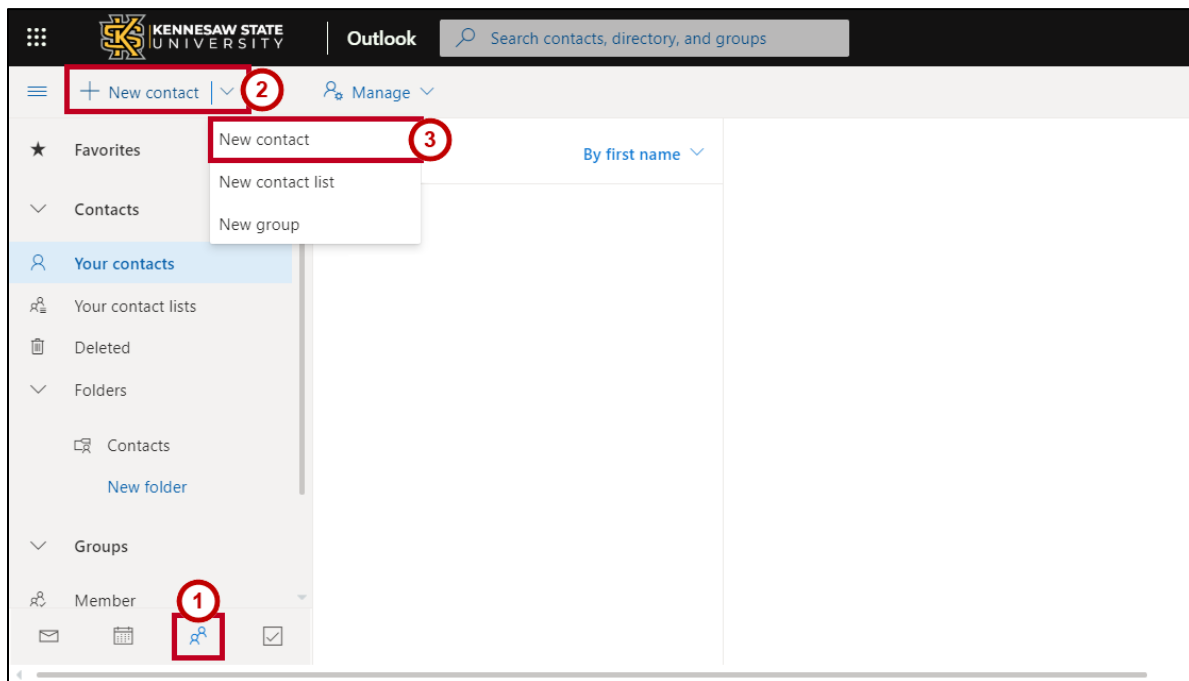 KENNESAW STATE
UNIVERSITY
Outlook
Search contacts, directory, and groups
New contact
2
Manage
Favorites
New contact
3
By first name
New contact list
Contacts
New group
Your contacts
Your contact lists
Deleted
Folders
Contacts
New folder
Groups
Member
1